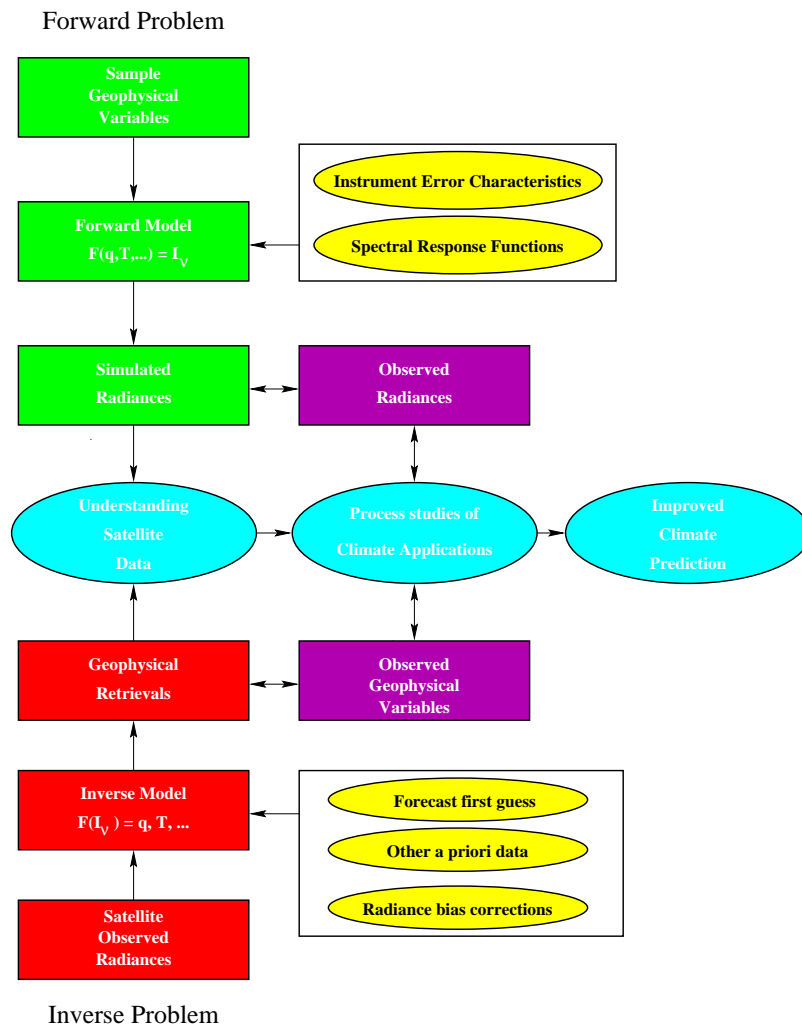 Forward Problem
Sample
Geophysical
Variables
Instrument Error Characteristics
Forward Model
F(q,T,...) = I_ν
Spectral Response Functions
Simulated
Radiances
Observed
Radiances
Understanding
Satellite
Data
Process studies of
Climate Applications
Improved
Climate
Prediction
Geophysical
Retrievals
Observed
Geophysical
Variables
Inverse Model
F(I_ν ) = q, T, ...
Forecast first guess
Other a priori data
Radiance bias corrections
Satellite
Observed
Radiances
Inverse Problem